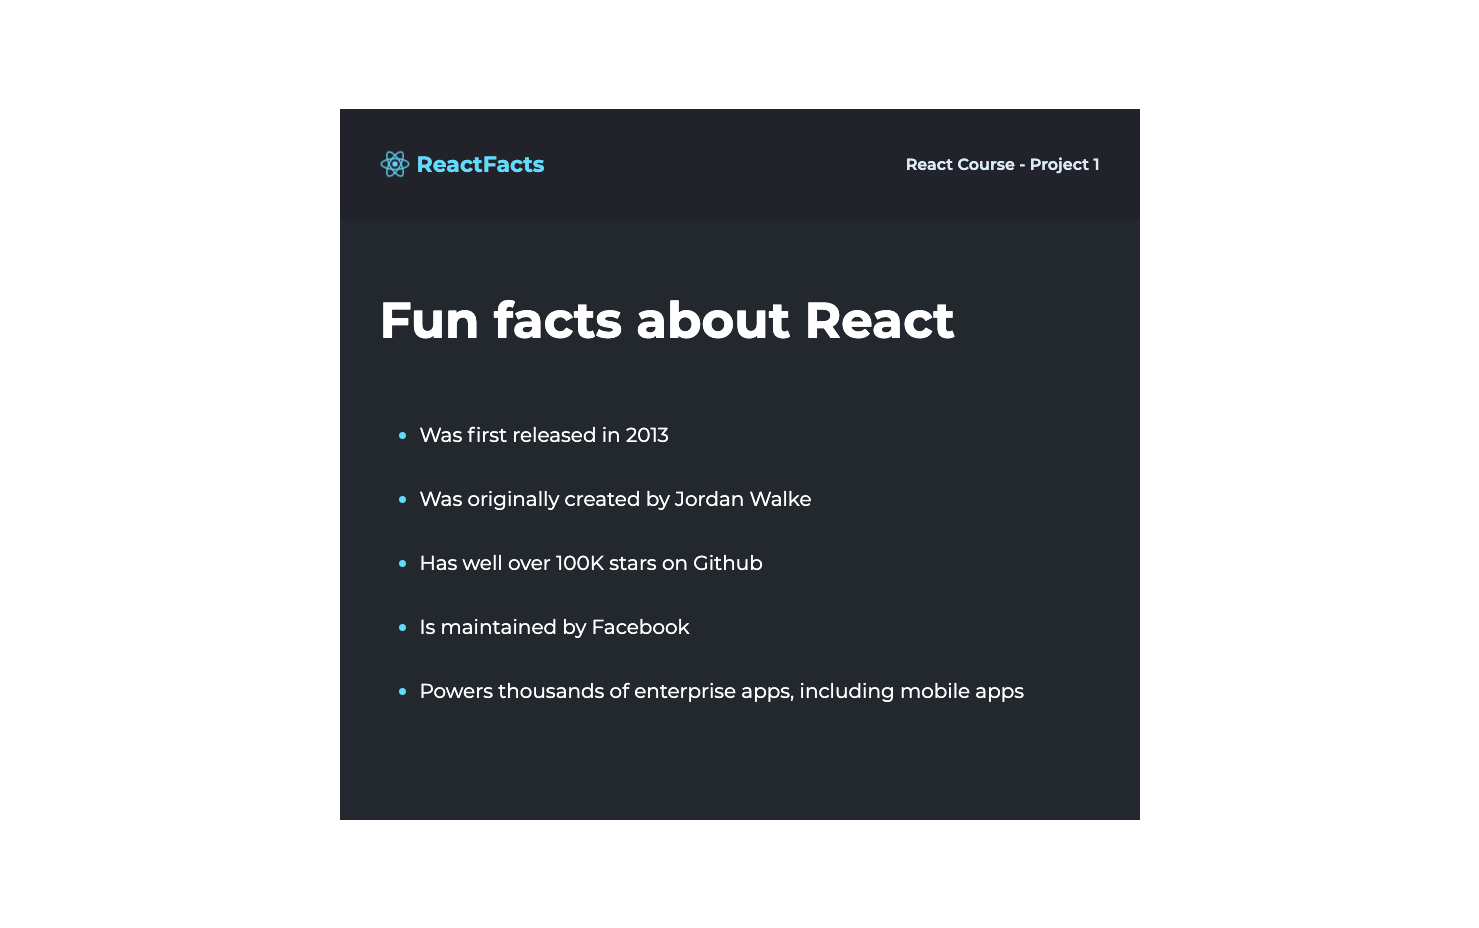 ReactFacts
React Course - Project 1
Fun facts about React
Was first released in 2013
Was originally created by Jordan Walke
Has well over 100K stars on Github
Is maintained by Facebook
Powers thousands of enterprise apps, including mobile apps